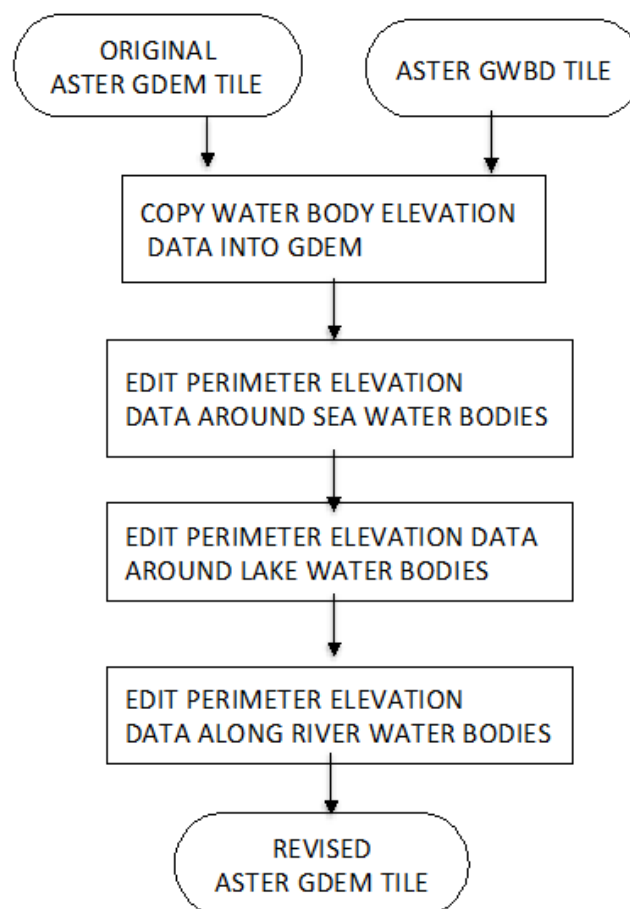 ORIGINAL
ASTER GDEM TILE
ASTER GWBD TILE
COPY WATER BODY ELEVATION
DATA INTO GDEM
EDIT PERIMETER ELEVATION
DATA AROUND SEA WATER BODIES
EDIT PERIMETER ELEVATION DATA
AROUND LAKE WATER BODIES
EDIT PERIMETER ELEVATION
DATA ALONG RIVER WATER BODIES
REVISED
ASTER GDEM TILE